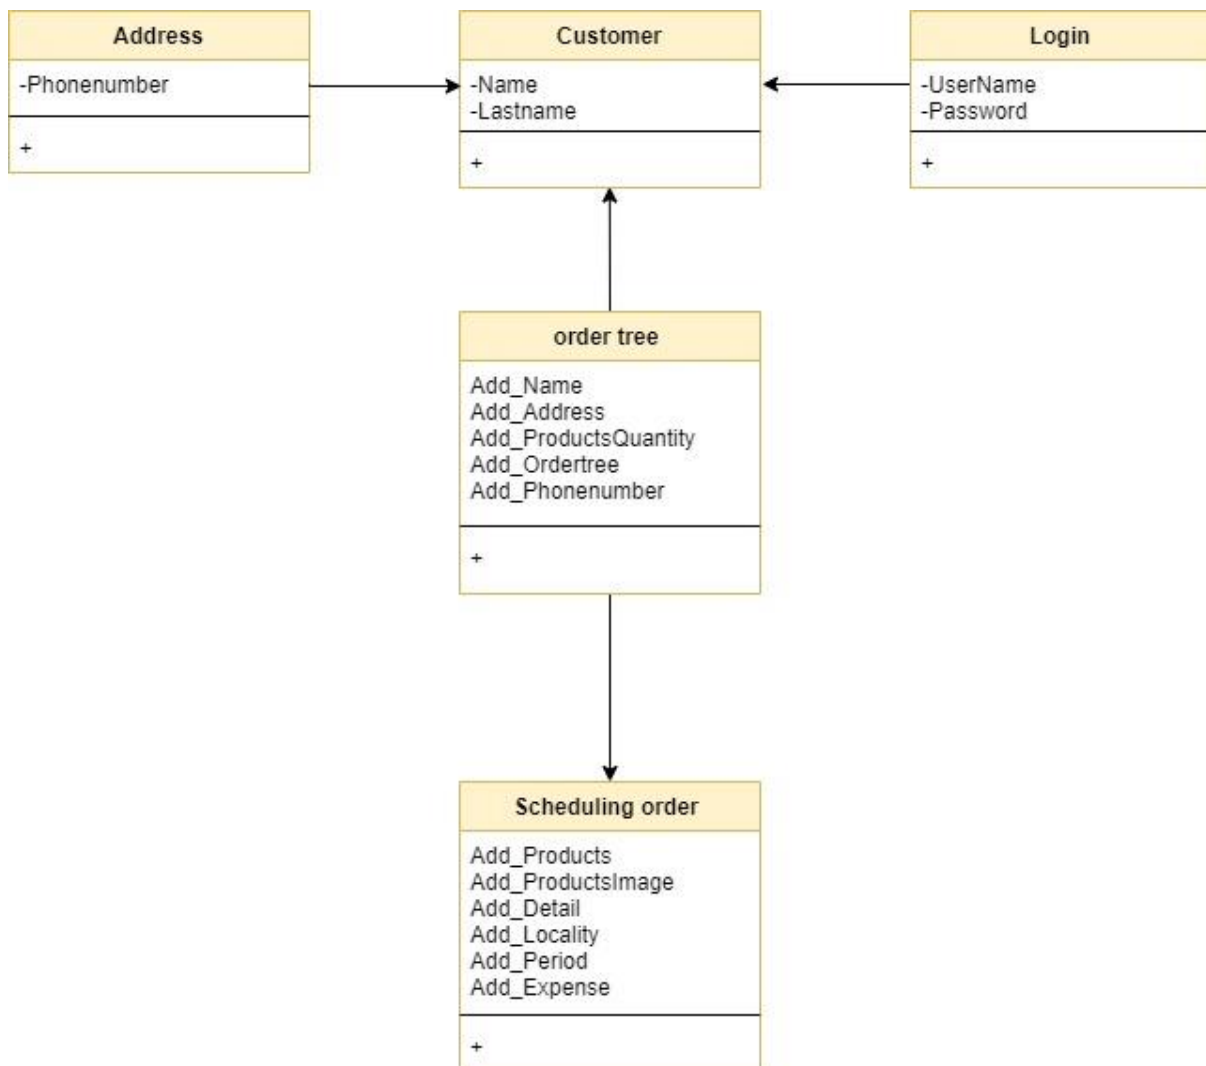 Address
-Phonenumber
+
Customer
-Name
-Lastname
+
Login
-UserName
-Password
+
order tree
Add_Name
Add_Address
Add_ProductsQuantity
Add_Ordertree
Add_Phonenumber
+
Scheduling order
Add_Products
Add_ProductsImage
Add_Detail
Add_Locality
Add_Period
Add_Expense
+